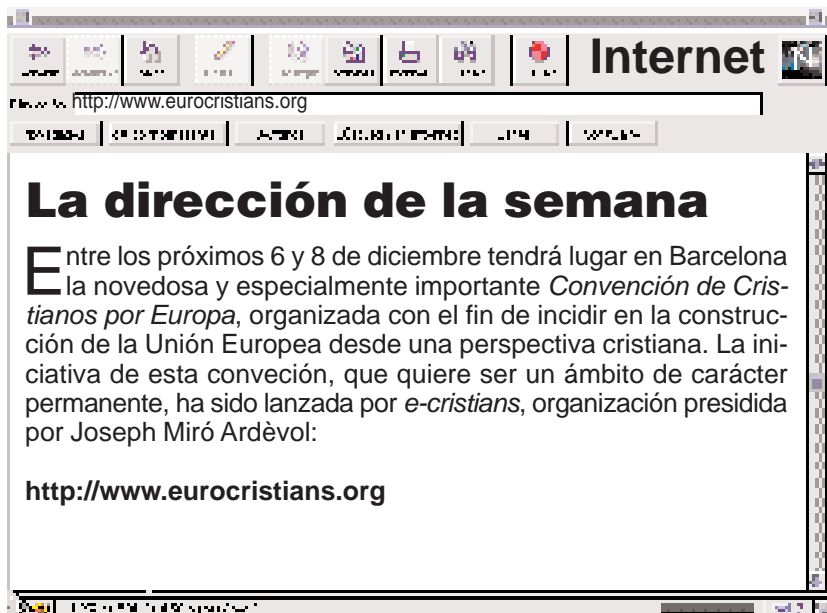 Internet
http://www.eurocristians.org
La dirección de la semana
Entre los próximos 6 y 8 de diciembre tendrá lugar en Barcelona
la novedosa y especialmente importante Convención de Cris-
tianos por Europa, organizada con el fin de incidir en la construc-
ción de la Unión Europea desde una perspectiva cristiana. La ini-
ciativa de esta conveción, que quiere ser un ámbito de carácter
permanente, ha sido lanzada por e-cristians, organización presidida
por Joseph Miró Ardèvol:
http://www.eurocristians.org